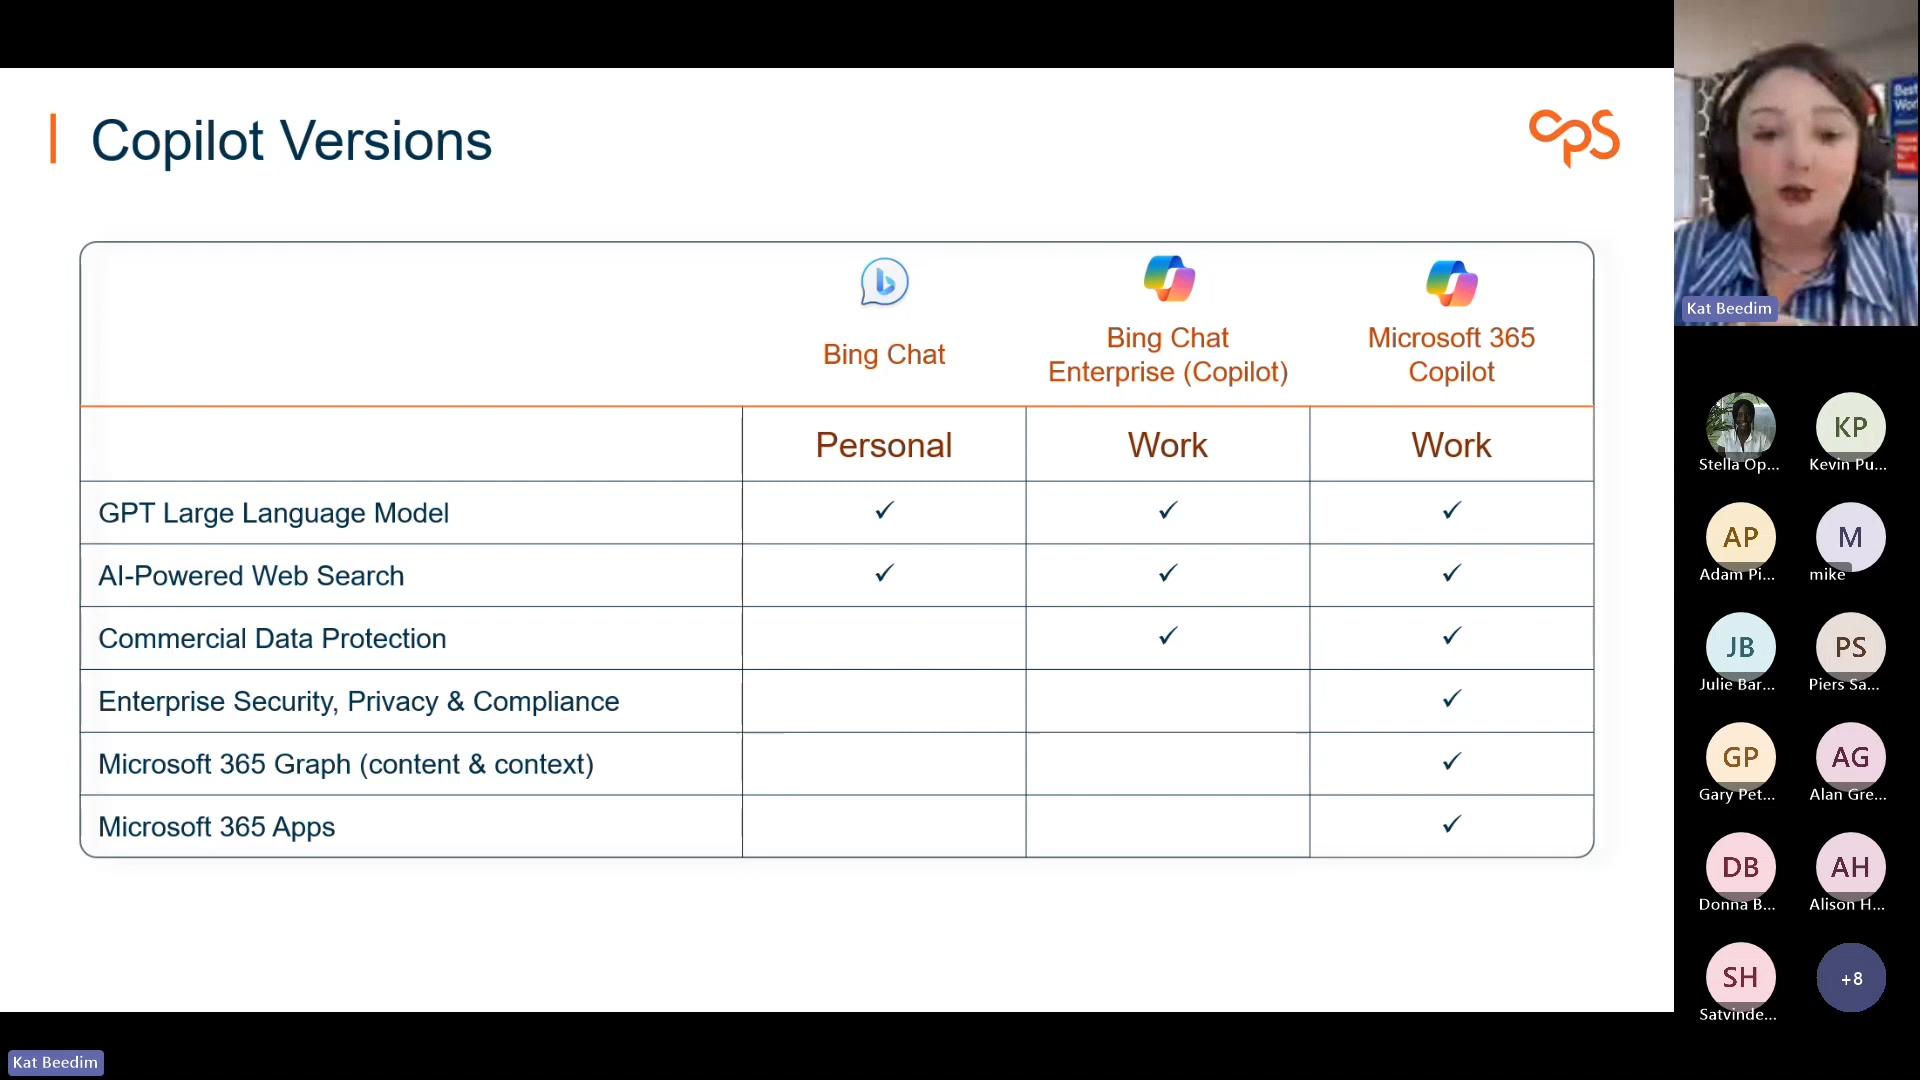 Copilot Versions
cps
Bing Chat
Bing Chat
Enterprise (Copilot)
Microsoft 365
Copilot
Personal
Work
Work
GPT Large Language Model
✓
✓
✓
AI-Powered Web Search
✓
✓
✓
Commercial Data Protection
✓
✓
Enterprise Security, Privacy & Compliance
✓
Microsoft 365 Graph (content & context)
✓
Microsoft 365 Apps
✓
Best
Kat Beedim
Stella Op...
KP
Kevin Pu...
AP
Adam Pi...
M
mike
JB
Julie Bar...
PS
Piers Sa...
GP
Gary Pet...
AG
Alan Gre...
DB
Donna B...
AH
Alison H...
SH
Satvinde...
+8
Kat Beedim